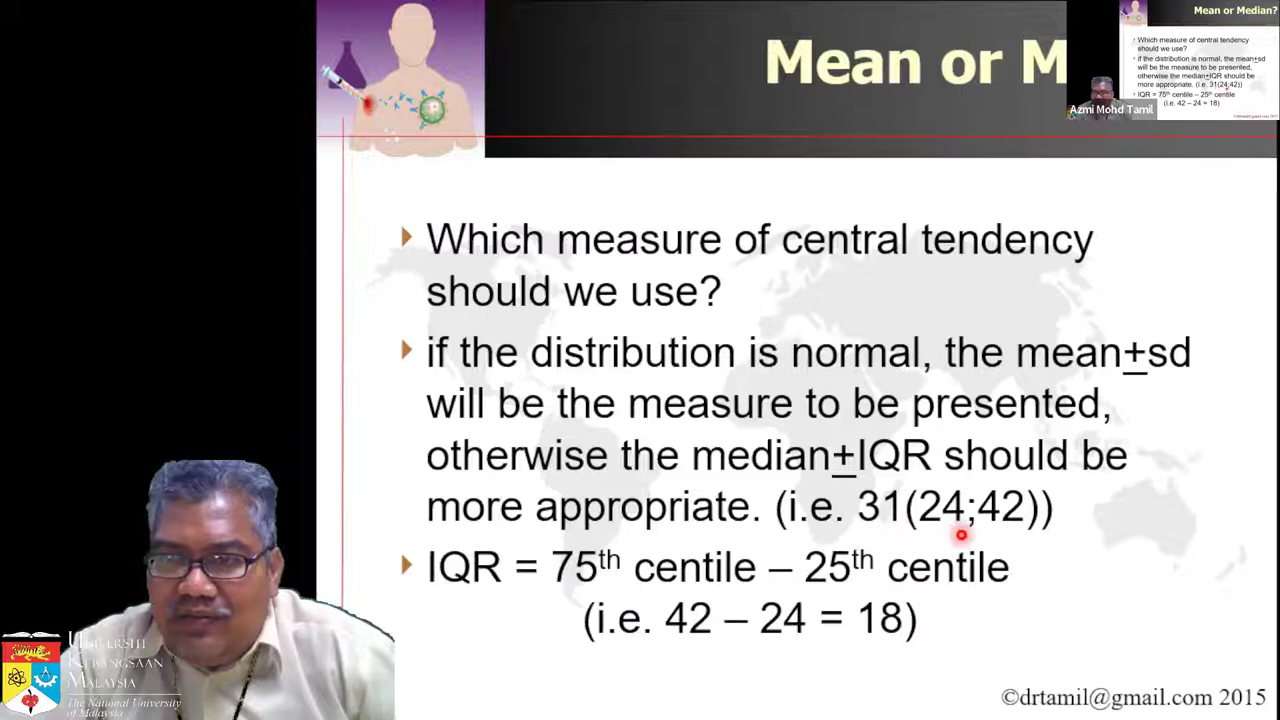 Mean or M
Mean or Median?
Which measure of central tendency
should we use?
if the distribution is normal, the mean+sd
will be the measure to be presented,
otherwise the median+IQR should be
more appropriate. (i.e. 31(24;42))
IQR = 75th centile – 25th centile
(i.e. 42 – 24 = 18)
Azmi Mohd Tamil
Which measure of central tendency
should we use?
if the distribution is normal, the mean±sd
will be the measure to be presented,
otherwise the median±IQR should be
more appropriate. (i.e. 31(24;42))
IQR = 75th centile – 25th centile
(i.e. 42 – 24 = 18)
UNIVERSITI
KEBANGSAAN
MALAYSIA
The National University
of Malaysia
©drtamil@gmail.com 2015